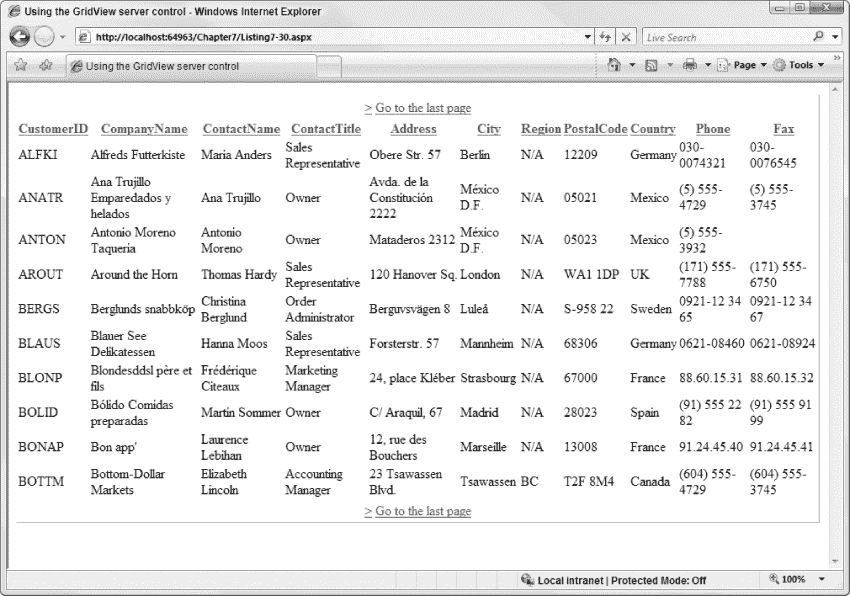 Using the GridView server control - Windows Internet Explorer
http://localhost:64963/Chapter7/Listing7-30.aspx
Live Search
Using the GridView server control
Page
Tools
»
> Go to the last page
CustomerID CompanyName ContactName ContactTitle Address City Region PostalCode Country Phone Fax
ALFKI Alfreds Futterkiste Maria Anders Sales Representative Obere Str. 57 Berlin N/A 12209 Germany 030-0074321 030-0076545
ANATR Ana Trujillo Emparedados y helados Ana Trujillo Owner Avda. de la Constitución 2222 México D.F. N/A 05021 Mexico (5) 555-4729 (5) 555-3745
ANTON Antonio Moreno Taquería Antonio Moreno Owner Mataderos 2312 México D.F. N/A 05023 Mexico (5) 555-3932
AROUT Around the Horn Thomas Hardy Sales Representative 120 Hanover Sq. London N/A WA1 1DP UK (171) 555-7788 (171) 555-6750
BERGS Berglunds snabbköp Christina Berglund Order Administrator Berguvsvägen 8 Luleå N/A S-958 22 Sweden 0921-12 34 65 0921-12 34 67
BLAUS Blauer See Delikatessen Hanna Moos Sales Representative Forsterstr. 57 Mannheim N/A 68306 Germany 0621-08460 0621-08924
BLONP Blondesddsl père et fils Frédérique Citeaux Marketing Manager 24, place Kléber Strasbourg N/A 67000 France 88.60.15.31 88.60.15.32
BOLID Bólido Comidas preparadas Martín Sommer Owner C/ Araquil, 67 Madrid N/A 28023 Spain (91) 555 22 82 (91) 555 91 99
BONAP Bon app' Laurence Lebihan Owner 12, rue des Bouchers Marseille N/A 13008 France 91.24.45.40 91.24.45.41
BOTTM Bottom-Dollar Markets Elizabeth Lincoln Accounting Manager 23 Tsawassen Blvd. Tsawassen BC T2F 8M4 Canada (604) 555-4729 (604) 555-3745
> Go to the last page
Local intranet | Protected Mode: Off
100%